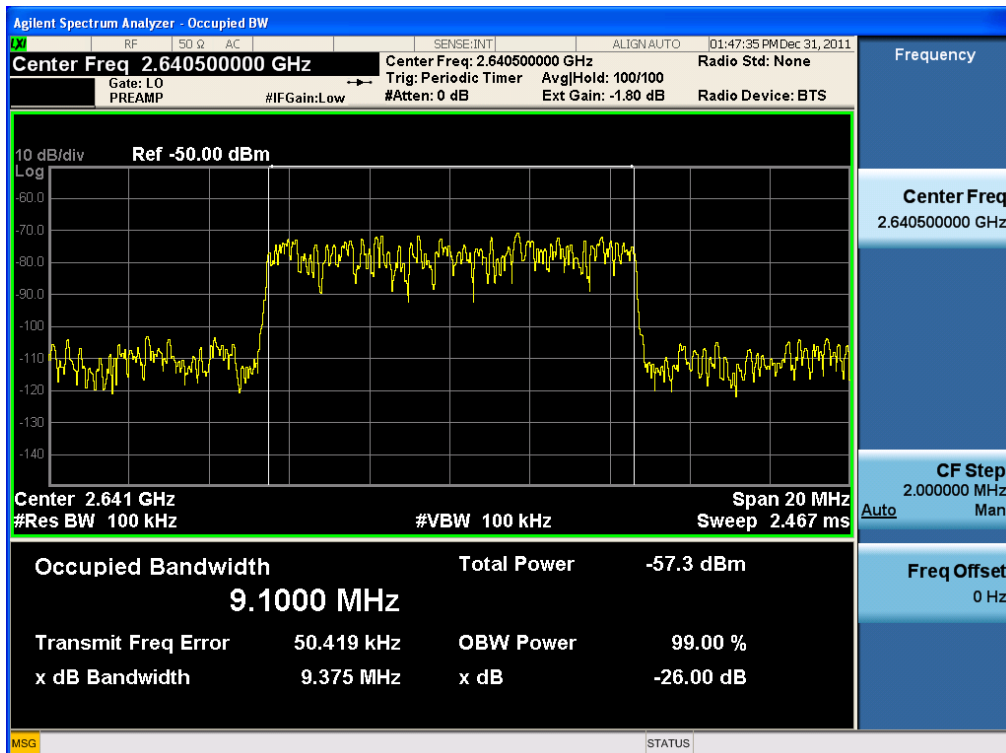 Agilent Spectrum Analyzer - Occupied BW
LXI RF 50 Ω AC SENSE:INT ALIGN AUTO 01:47:35 PM Dec 31, 2011
Center Freq 2.640500000 GHz
Gate: LO
PREAMP #IFGain:Low
Center Freq: 2.640500000 GHz
Trig: Periodic Timer Avg|Hold: 100/100
#Atten: 0 dB Ext Gain: -1.80 dB
Radio Std: None
Radio Device: BTS
10 dB/div Ref -50.00 dBm
Log
-60.0
-70.0
-80.0
-90.0
-100
-110
-120
-130
-140
Center 2.641 GHz Span 20 MHz
#Res BW 100 kHz #VBW 100 kHz Sweep 2.467 ms
Occupied Bandwidth Total Power -57.3 dBm
9.1000 MHz
Transmit Freq Error 50.419 kHz OBW Power 99.00 %
x dB Bandwidth 9.375 MHz x dB -26.00 dB
Frequency
Center Freq
2.640500000 GHz
CF Step
2.000000 MHz
Auto Man
Freq Offset
0 Hz
MSG STATUS